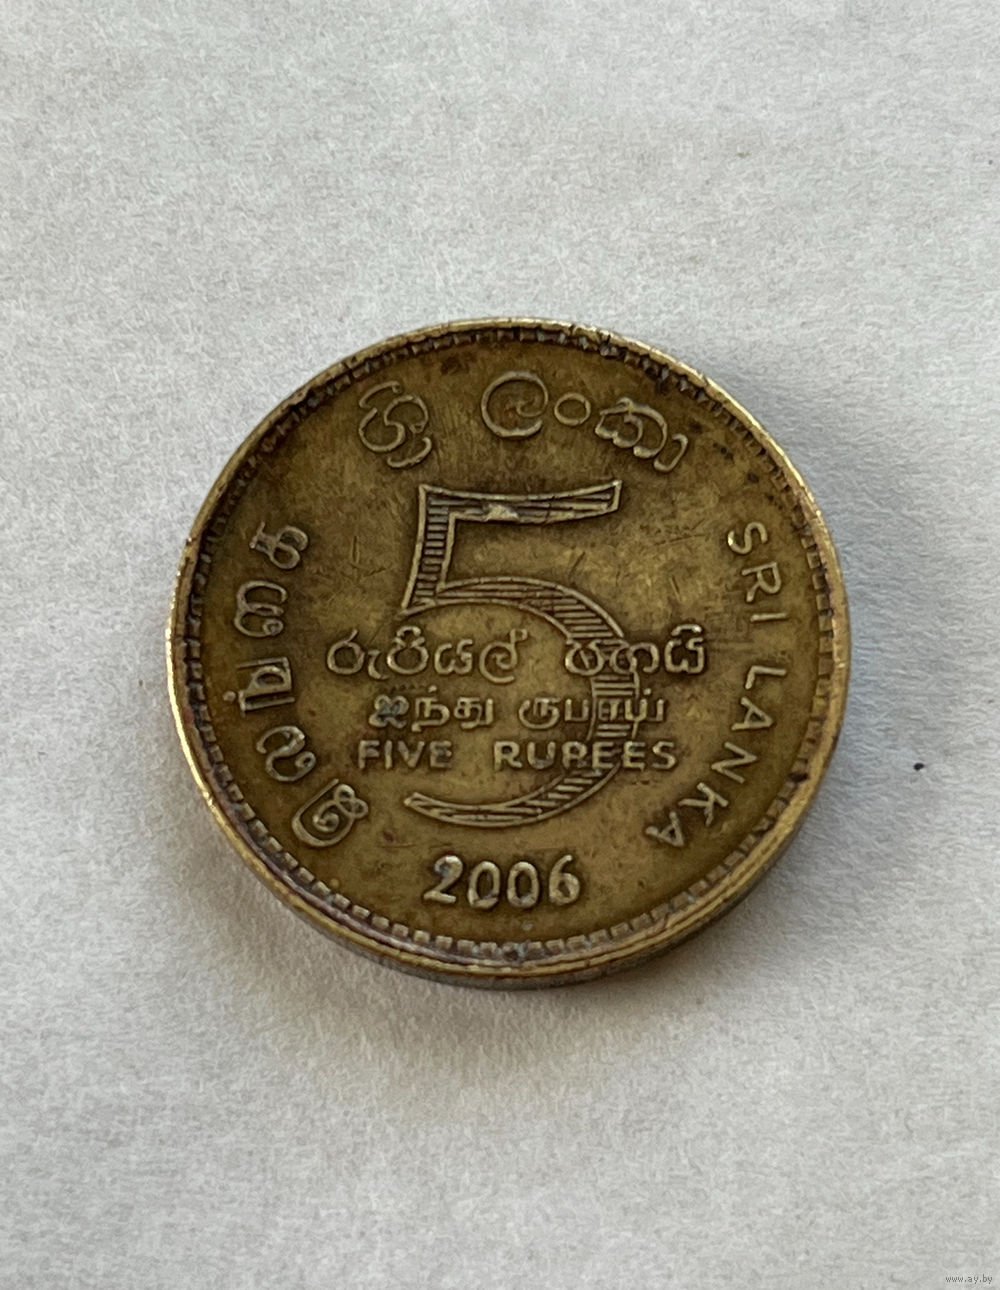 ශ්‍රී ලංකා
இலங்கை
SRI LANKA
5
රුපියල් පහයි
ஐந்து ரூபாய்
FIVE RUPEES
2006
www.ay.by